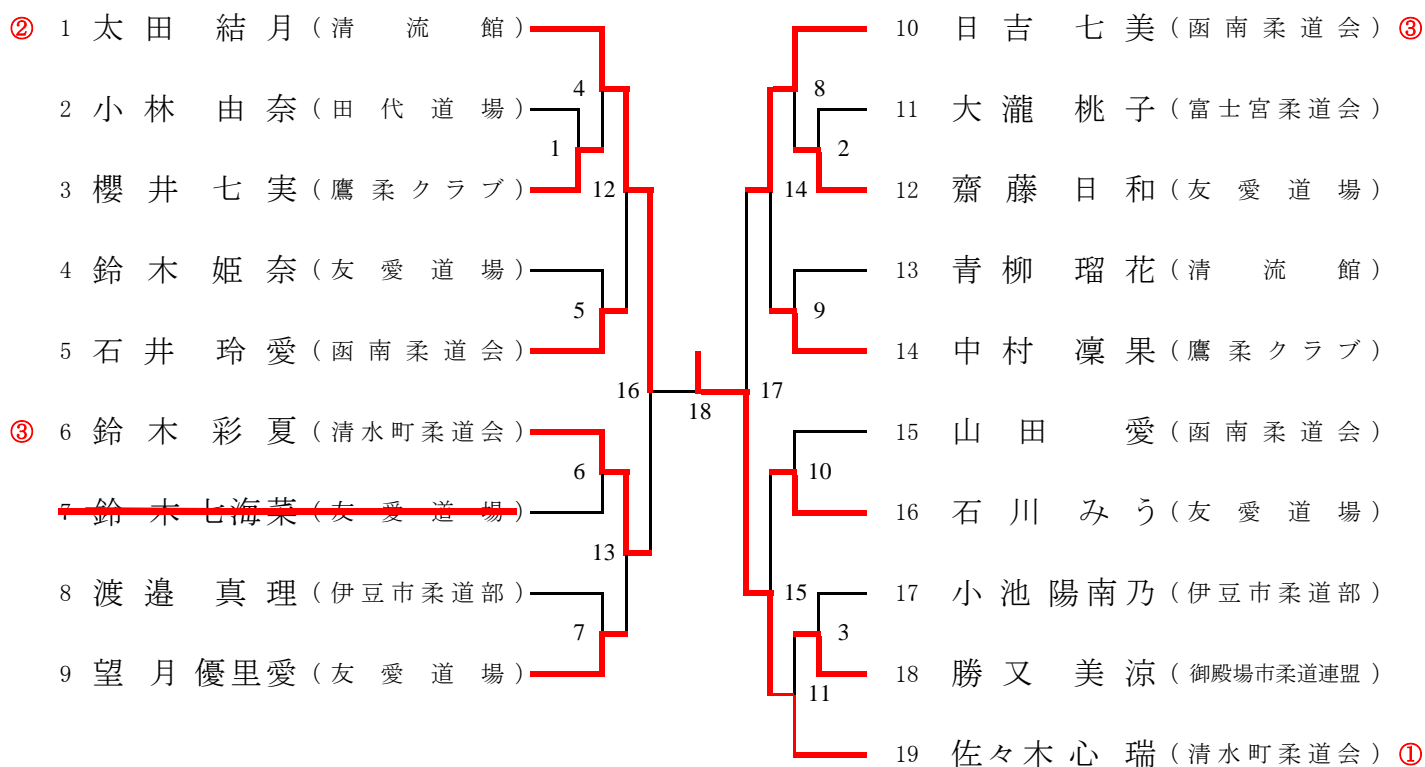 ② 1 太田 結月 (清流館)
2 小林 由奈 (田代道場)
3 櫻井 七実 (鷹柔クラブ)
4 鈴木 姫奈 (友愛道場)
5 石井 玲愛 (函南柔道会)
③ 6 鈴木 彩夏 (清水町柔道会)
7 鈴木七海菜 (友愛道場)
8 渡邉 真理 (伊豆市柔道部)
9 望月優里愛 (友愛道場)
4
1
12
5
16
6
13
7
18
8
2
14
9
17
10
15
3
11
10 日吉 七美 (函南柔道会) ③
11 大瀧 桃子 (富士宮柔道会)
12 齋藤 日和 (友愛道場)
13 青柳 瑠花 (清流館)
14 中村 凜果 (鷹柔クラブ)
15 山田 愛 (函南柔道会)
16 石川 みう (友愛道場)
17 小池陽南乃 (伊豆市柔道部)
18 勝又 美涼 (御殿場市柔道連盟)
19 佐々木心瑞 (清水町柔道会) ①